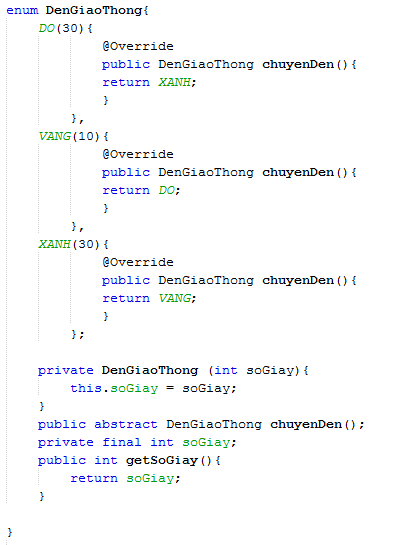 enum DenGiaoThong{
    DO(30){
            @Override
            public DenGiaoThong chuyenDen(){
            return XANH;
            }
        },
    VANG(10){
            @Override
            public DenGiaoThong chuyenDen(){
            return DO;
            }
        },
    XANH(30){
            @Override
            public DenGiaoThong chuyenDen(){
            return VANG;
            }
        };

    private DenGiaoThong (int soGiay){
        this.soGiay = soGiay;
    }
    public abstract DenGiaoThong chuyenDen();
    private final int soGiay;
    public int getSoGiay(){
        return soGiay;
    }

}